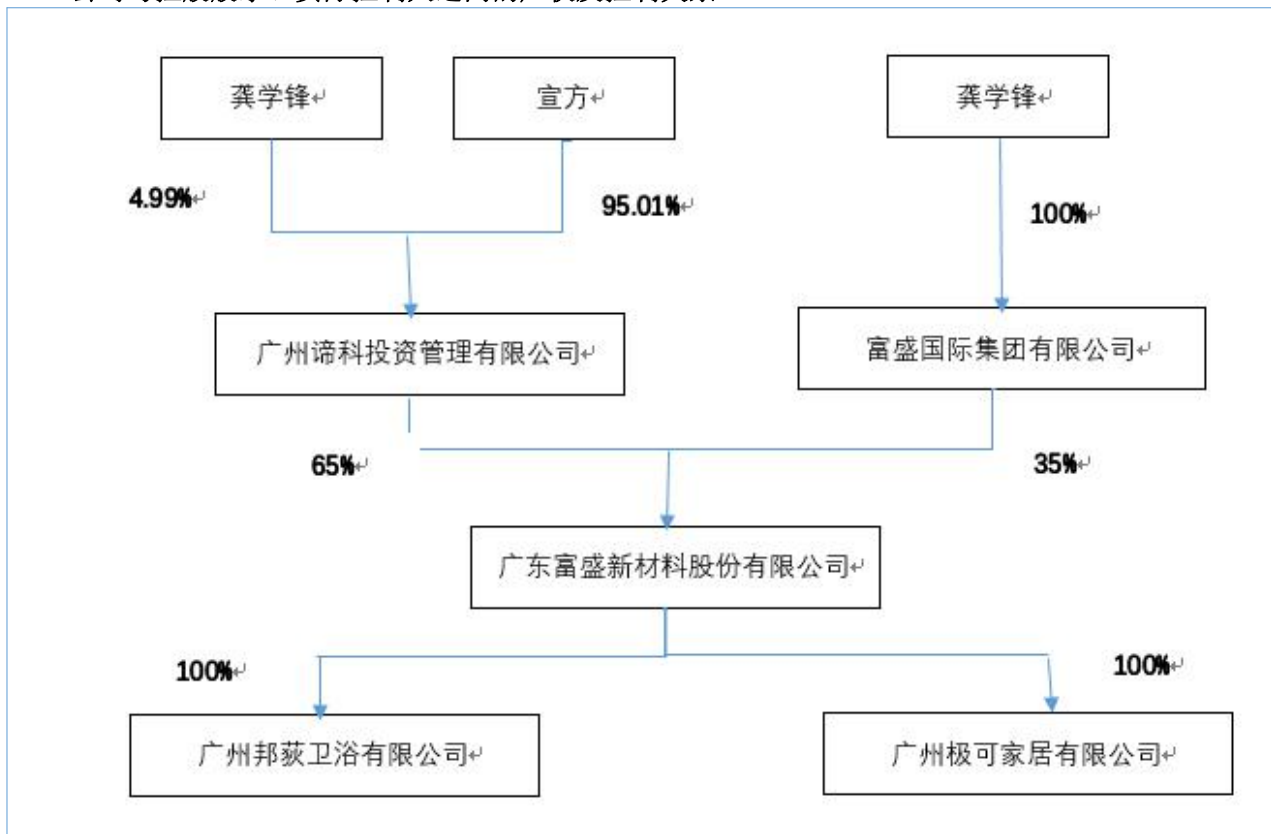 龚学锋
宣方
龚学锋
4.99%
95.01%
100%
广州谛科投资管理有限公司
富盛国际集团有限公司
65%
35%
广东富盛新材料股份有限公司
100%
100%
广州邦荻卫浴有限公司
广州极可家居有限公司